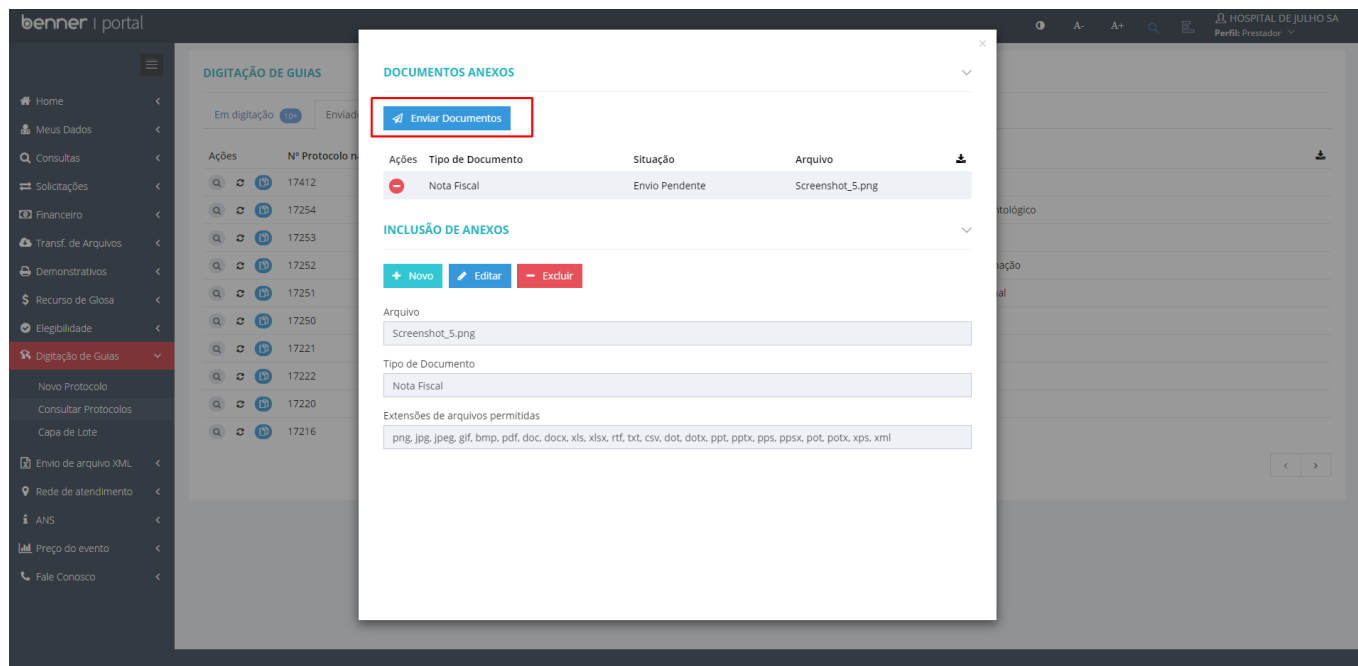 benner | portal
A- A+
HOSPITAL DE JULHO SA
Perfil: Prestador
Home
Meus Dados
Consultas
Solicitações
Financeiro
Transf. de Arquivos
Demonstrativos
Recurso de Glosa
Elegibilidade
Digitação de Guias
Novo Protocolo
Consultar Protocolos
Capa de Lote
Envio de arquivo XML
Rede de atendimento
ANS
Preço do evento
Fale Conosco
DIGITAÇÃO DE GUIAS
Em digitação 10+ Enviad
Ações Nº Protocolo n
17412
17254
17253
17252
17251
17250
17221
17222
17220
17216
DOCUMENTOS ANEXOS
Enviar Documentos
Ações Tipo de Documento Situação Arquivo
Nota Fiscal Envio Pendente Screenshot_5.png
INCLUSÃO DE ANEXOS
+ Novo Editar Excluir
Arquivo
Screenshot_5.png
Tipo de Documento
Nota Fiscal
Extensões de arquivos permitidas
png, jpg, jpeg, gif, bmp, pdf, doc, docx, xls, xlsx, rtf, txt, csv, dot, dotx, ppt, pptx, pps, ppsx, pot, potx, xps, xml
ntológico
nação
al